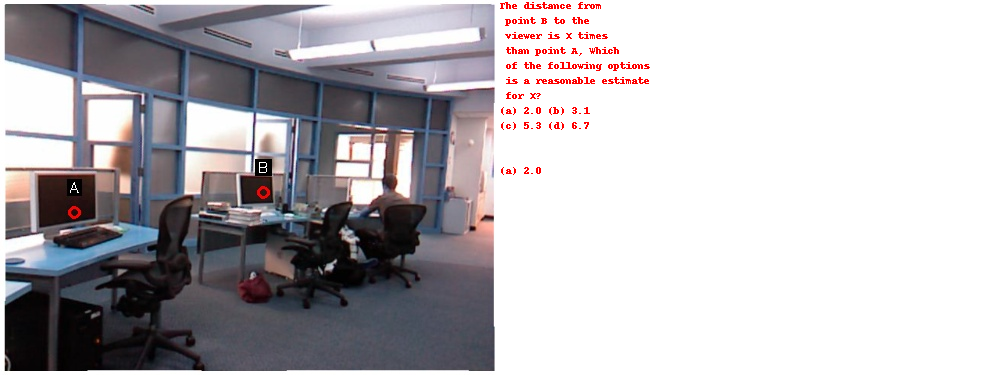 The distance from
point B to the
viewer is X times
than point A, Which
of the following options
is a reasonable estimate
for X?
(a) 2.0 (b) 3.1
(c) 5.3 (d) 6.7
(a) 2.0
B
A